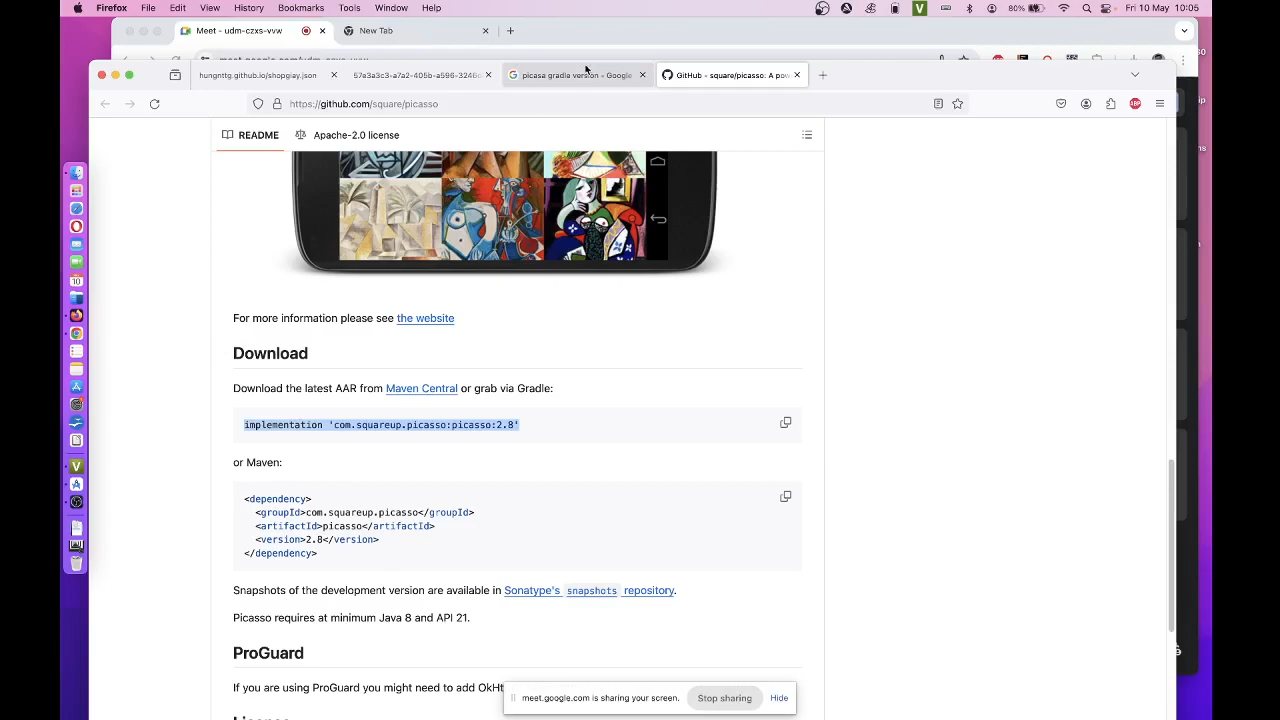 Firefox File Edit View History Bookmarks Tools Window Help
80% Fri 10 May 10:05
Meet - udm-czxs-vvw New Tab
hungnttg.github.io/shopgiay.json 57e3a3c3-a7a2-405b-a596- picasa gradle version - Google GitHub - square/picasso: A pow
https://github.com/square/picasso
README Apache-2.0 license
For more information please see the website
Download
Download the latest AAR from Maven Central or grab via Gradle:
implementation 'com.squareup.picasso:picasso:2.8'
or Maven:
<dependency>
<groupId>com.squareup.picasso</groupId>
<artifactId>picasso</artifactId>
<version>2.8</version>
</dependency>
Snapshots of the development version are available in Sonatype's snapshots repository.
Picasso requires at minimum Java 8 and API 21.
ProGuard
If you are using ProGuard you might need to add OkHt
meet.google.com is sharing your screen. Stop sharing Hide